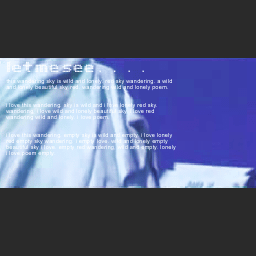 letmesee. . . .
this wandering sky is wild and lonely. red sky wandering. a wild
and lonely beautiful sky.red. wandering wild and lonely poem.
I love this wandering. sky is wild and I love lonely red sky.
wandering wild and lonely beautiful sky. I love red
wandering wild and lonely. I love poem.
I love this wandering. empty sky is wild and empty, i love lonely
red empty sky wandering. I empty love. wild and lonely empty
beautiful sky. I love. empty red wandering. wild and empty. lonely
I love poem empty.